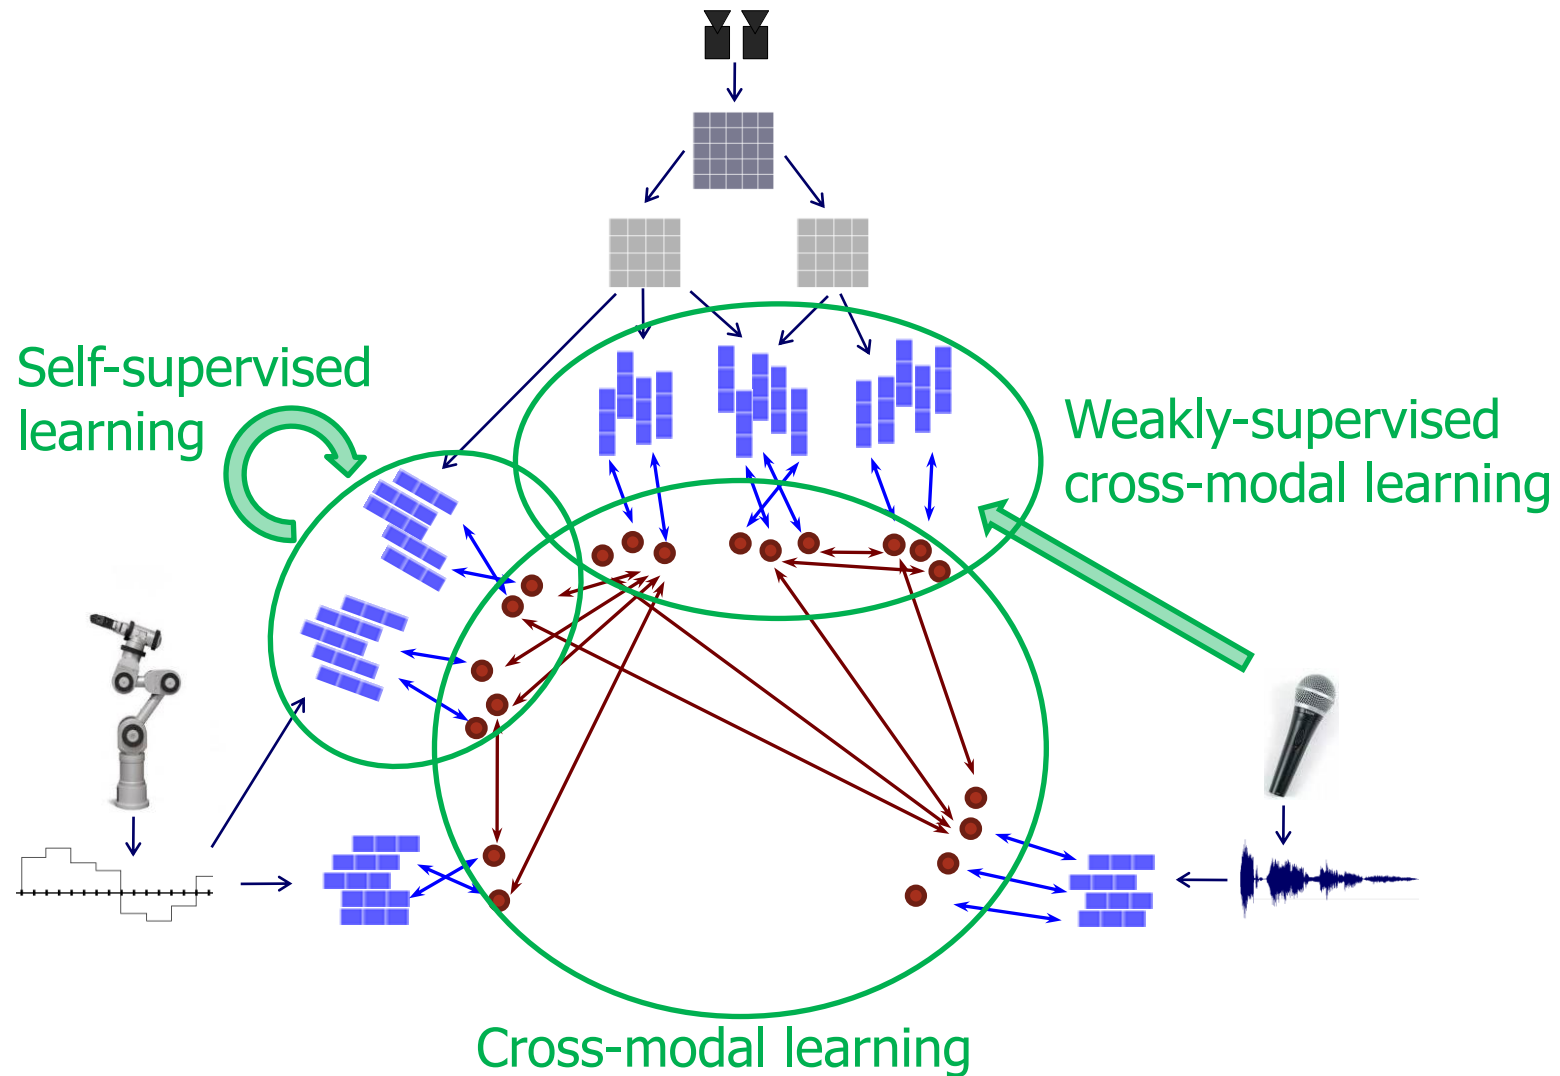 Self-supervised
learning
Weakly-supervised
cross-modal learning
Cross-modal learning